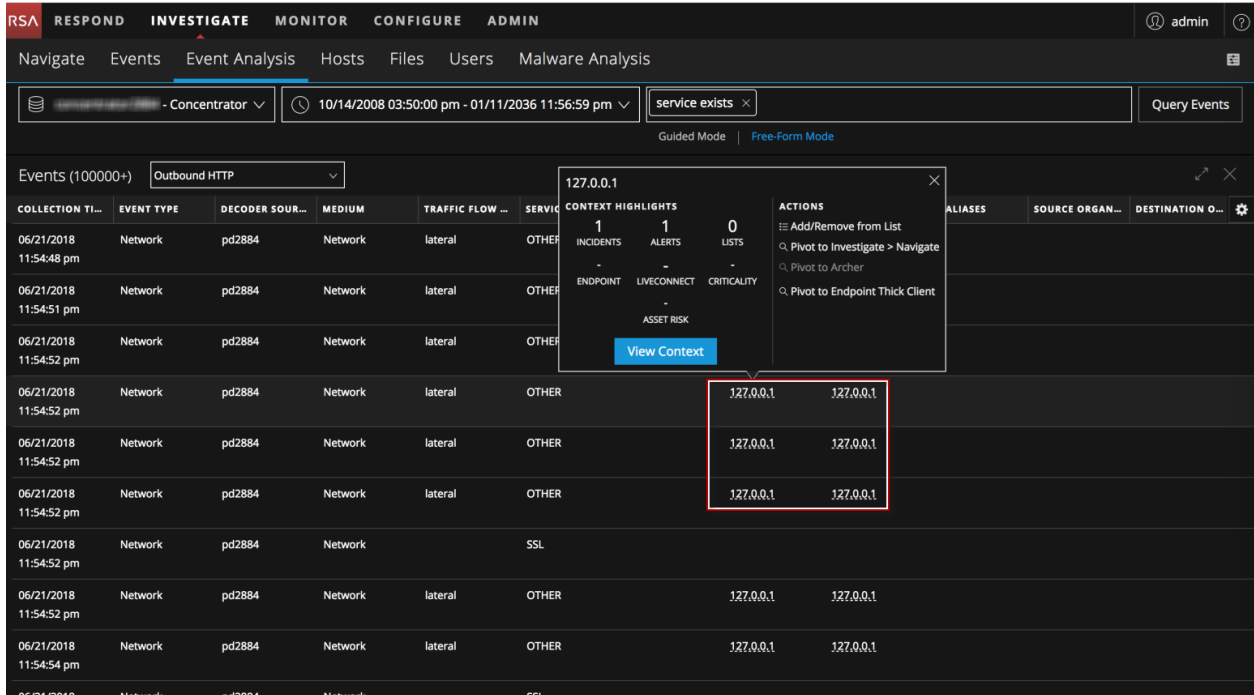 RSA RESPOND INVESTIGATE MONITOR CONFIGURE ADMIN admin ?
Navigate Events Event Analysis Hosts Files Users Malware Analysis
- Concentrator 10/14/2008 03:50:00 pm - 01/11/2036 11:56:59 pm service exists × Query Events
Guided Mode | Free-Form Mode
Events (100000+) Outbound HTTP
COLLECTION TI... EVENT TYPE DECODER SOUR... MEDIUM TRAFFIC FLOW ... ALIASES SOURCE ORGAN... DESTINATION O...
127.0.0.1
CONTEXT HIGHLIGHTS ACTIONS
1 1 0
INCIDENTS ALERTS LISTS
- - -
ENDPOINT LIVECONNECT CRITICALITY
-
ASSET RISK
View Context
Add/Remove from List
Pivot to Investigate > Navigate
Pivot to Archer
Pivot to Endpoint Thick Client
06/21/2018 Network pd2884 Network lateral
11:54:48 pm
06/21/2018 Network pd2884 Network lateral
11:54:51 pm
06/21/2018 Network pd2884 Network lateral
11:54:52 pm
06/21/2018 Network pd2884 Network lateral OTHER 127.0.0.1 127.0.0.1
11:54:52 pm
06/21/2018 Network pd2884 Network lateral OTHER 127.0.0.1 127.0.0.1
11:54:52 pm
06/21/2018 Network pd2884 Network lateral OTHER 127.0.0.1 127.0.0.1
11:54:52 pm
06/21/2018 Network pd2884 Network SSL
11:54:52 pm
06/21/2018 Network pd2884 Network lateral OTHER 127.0.0.1 127.0.0.1
11:54:52 pm
06/21/2018 Network pd2884 Network lateral OTHER 127.0.0.1 127.0.0.1
11:54:54 pm